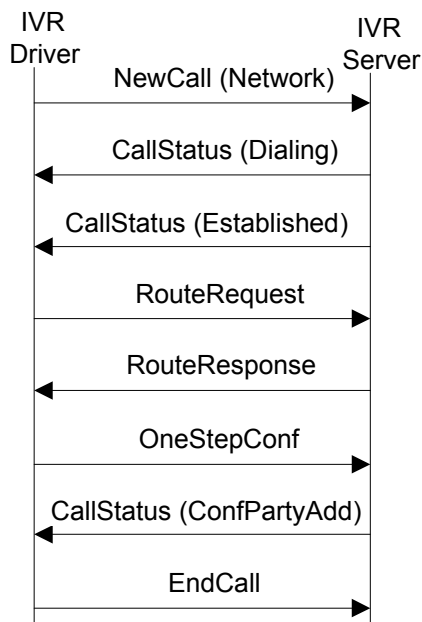 IVR
Driver
IVR
Server
NewCall (Network)
CallStatus (Dialing)
CallStatus (Established)
RouteRequest
RouteResponse
OneStepConf
CallStatus (ConfPartyAdd)
EndCall